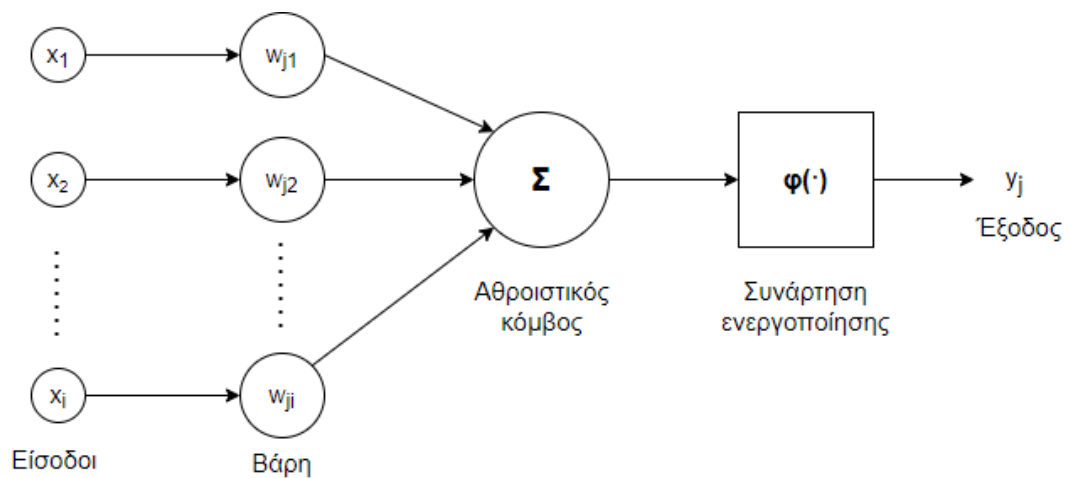 x1
wj1
x2
wj2
Σ
φ(·)
yj
Έξοδος
Αθροιστικός
κόμβος
Συνάρτηση
ενεργοποίησης
xi
wji
Είσοδοι
Βάρη